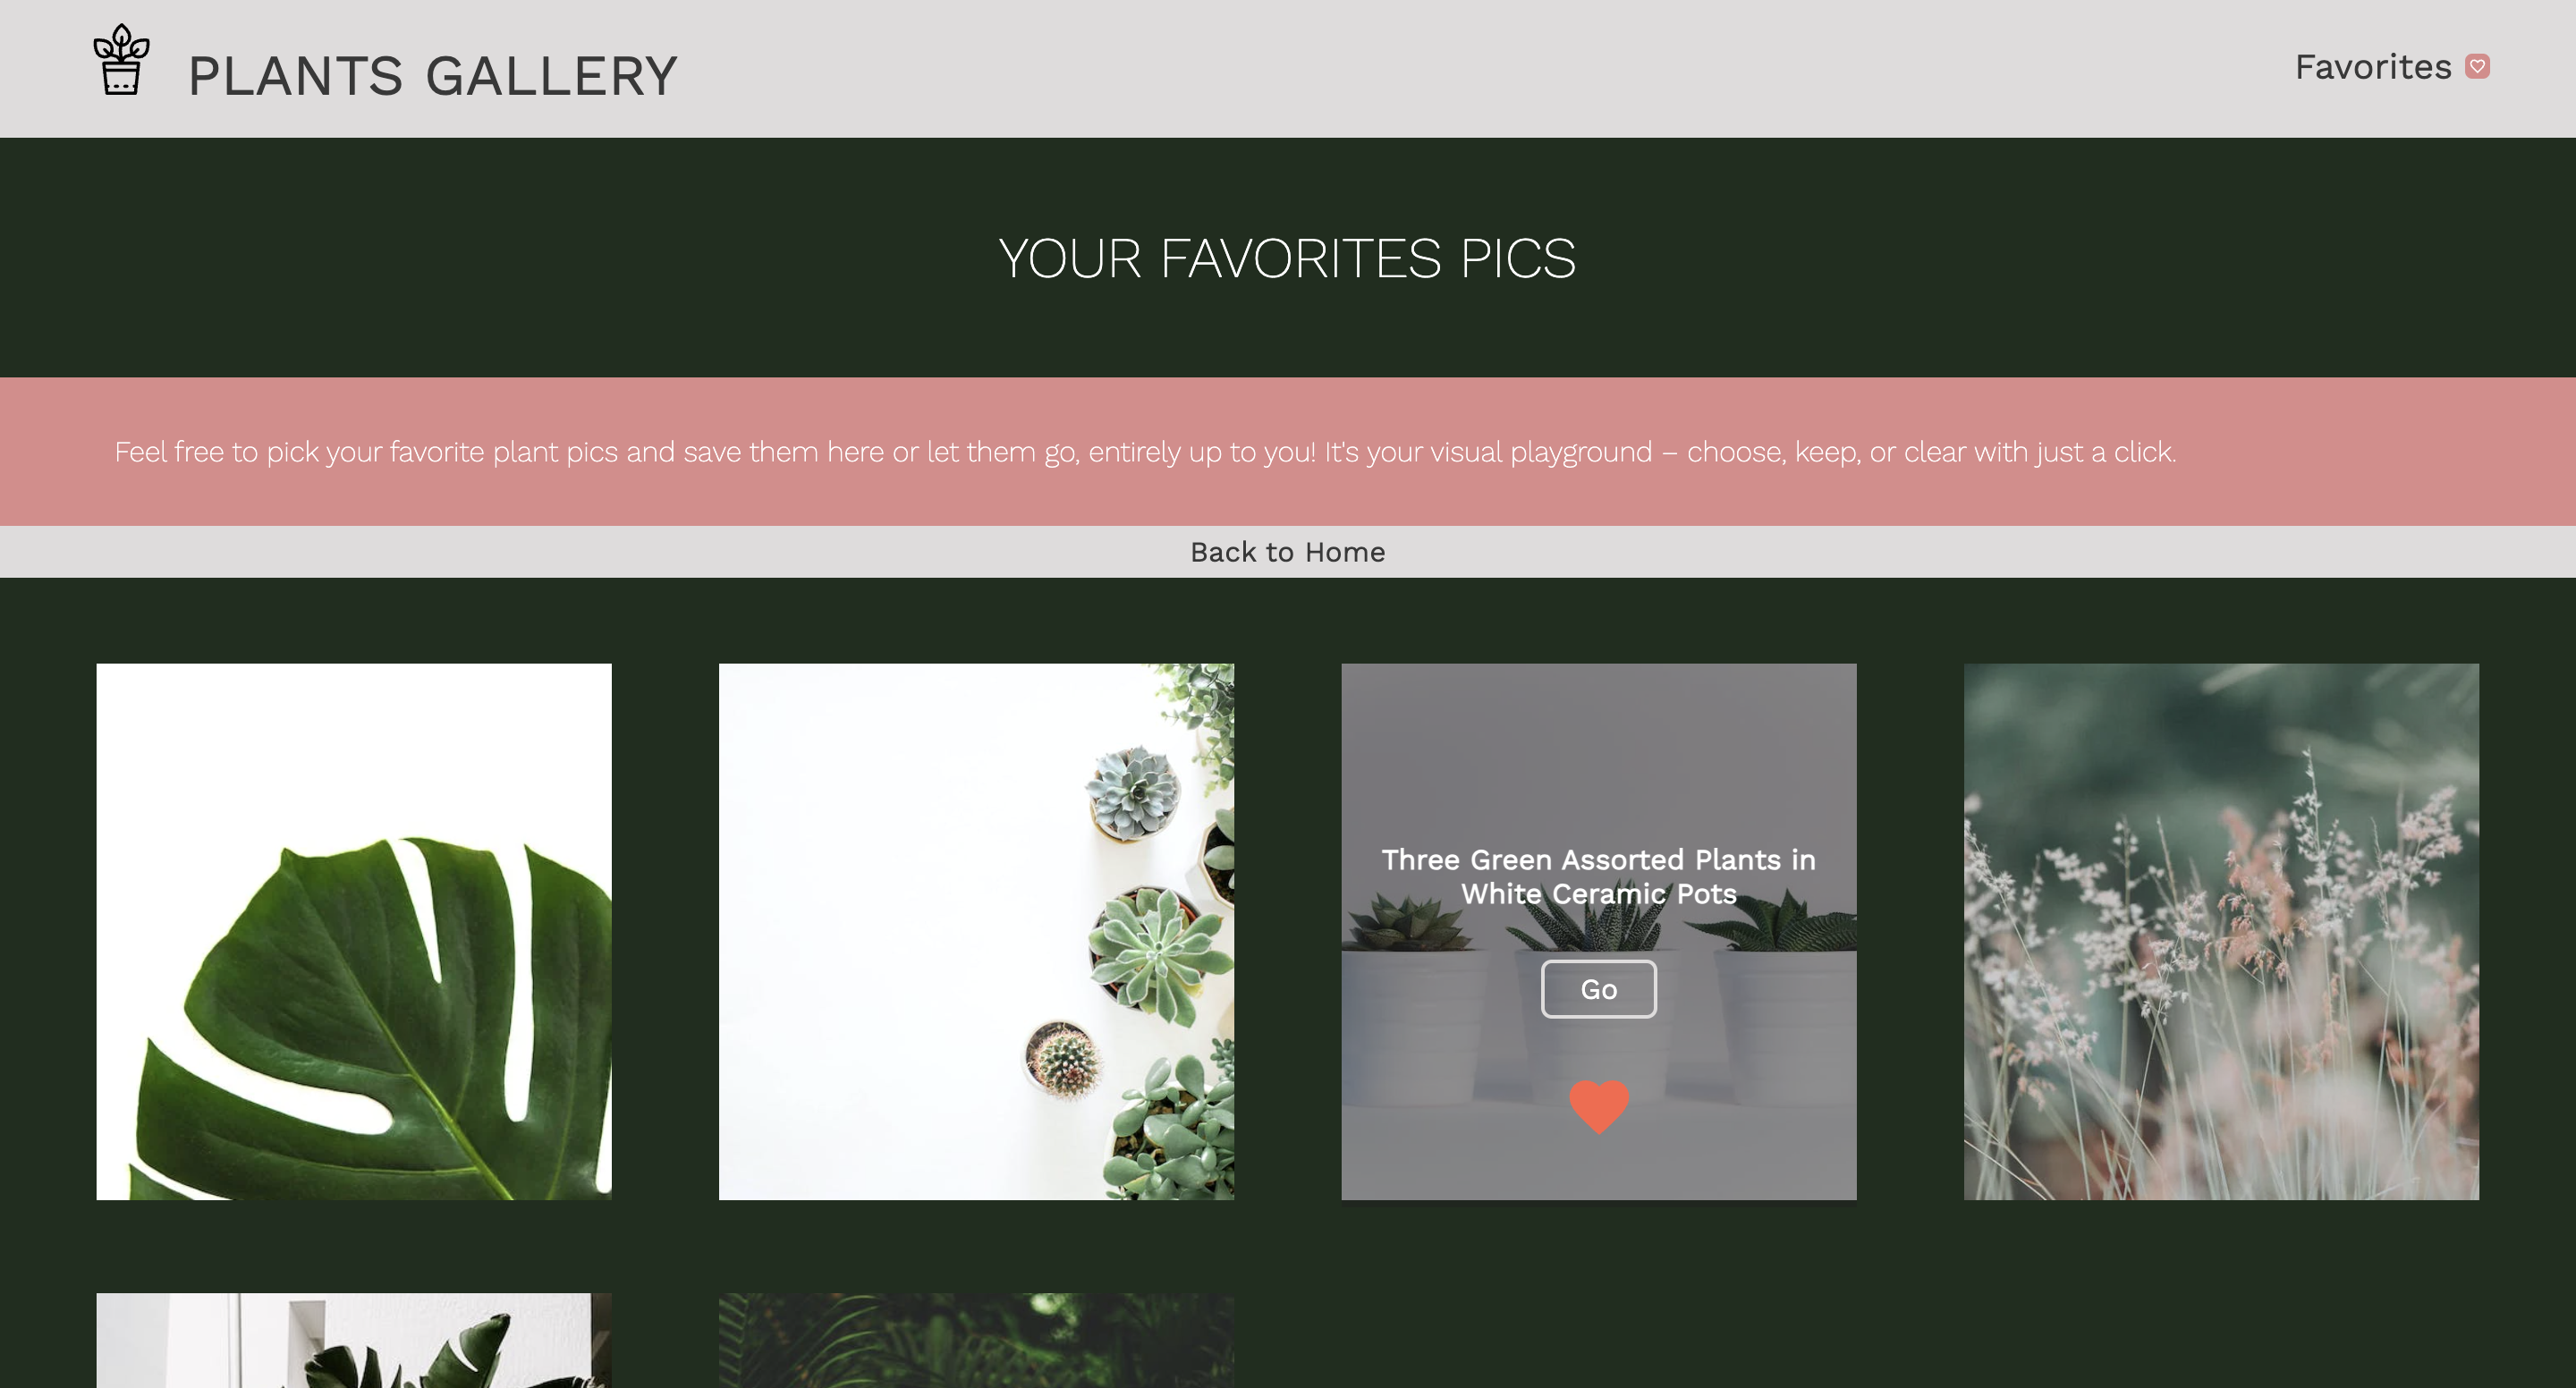 PLANTS GALLERY
Favorites
YOUR FAVORITES PICS
Feel free to pick your favorite plant pics and save them here or let them go, entirely up to you! It's your visual playground – choose, keep, or clear with just a click.
Back to Home
Three Green Assorted Plants in
White Ceramic Pots
Go